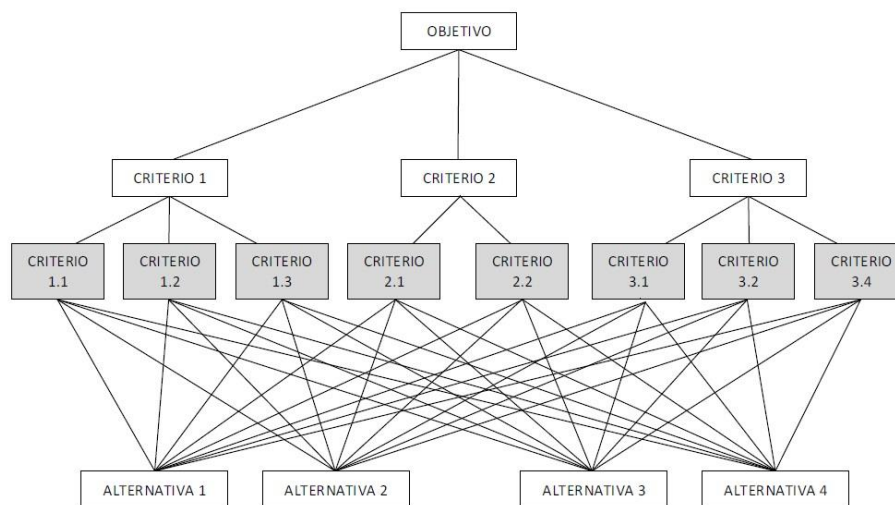 OBJETIVO
CRITERIO 1
CRITERIO 2
CRITERIO 3
CRITERIO
1.1
CRITERIO
1.2
CRITERIO
1.3
CRITERIO
2.1
CRITERIO
2.2
CRITERIO
3.1
CRITERIO
3.2
CRITERIO
3.4
ALTERNATIVA 1
ALTERNATIVA 2
ALTERNATIVA 3
ALTERNATIVA 4